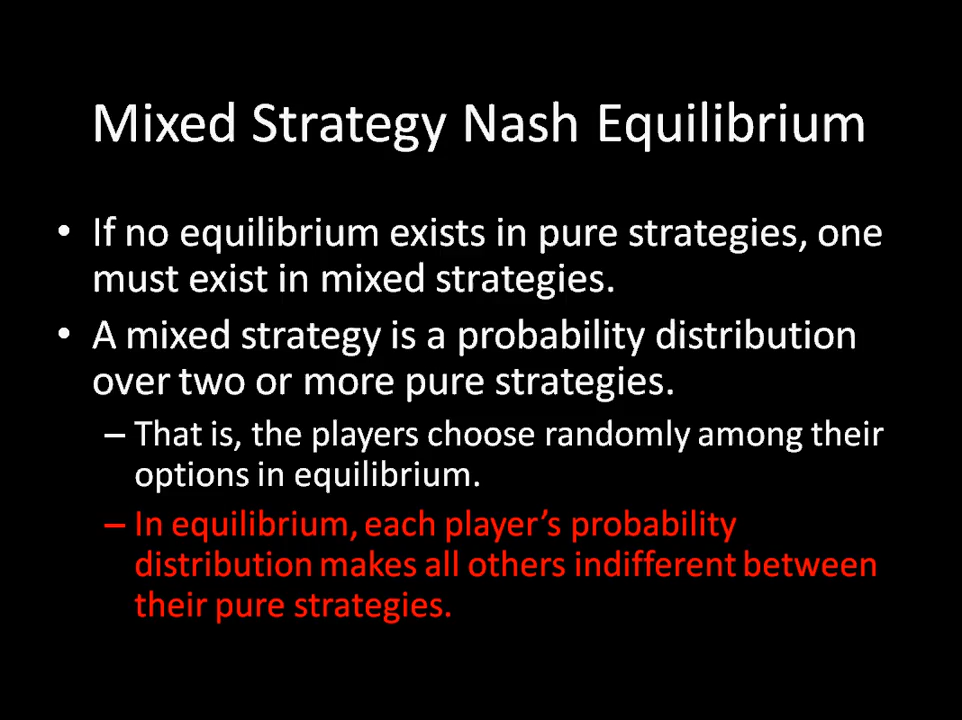 Mixed Strategy Nash Equilibrium
• If no equilibrium exists in pure strategies, one
must exist in mixed strategies.
• A mixed strategy is a probability distribution
over two or more pure strategies.
– That is, the players choose randomly among their
options in equilibrium.
– In equilibrium, each player’s probability
distribution makes all others indifferent between
their pure strategies.